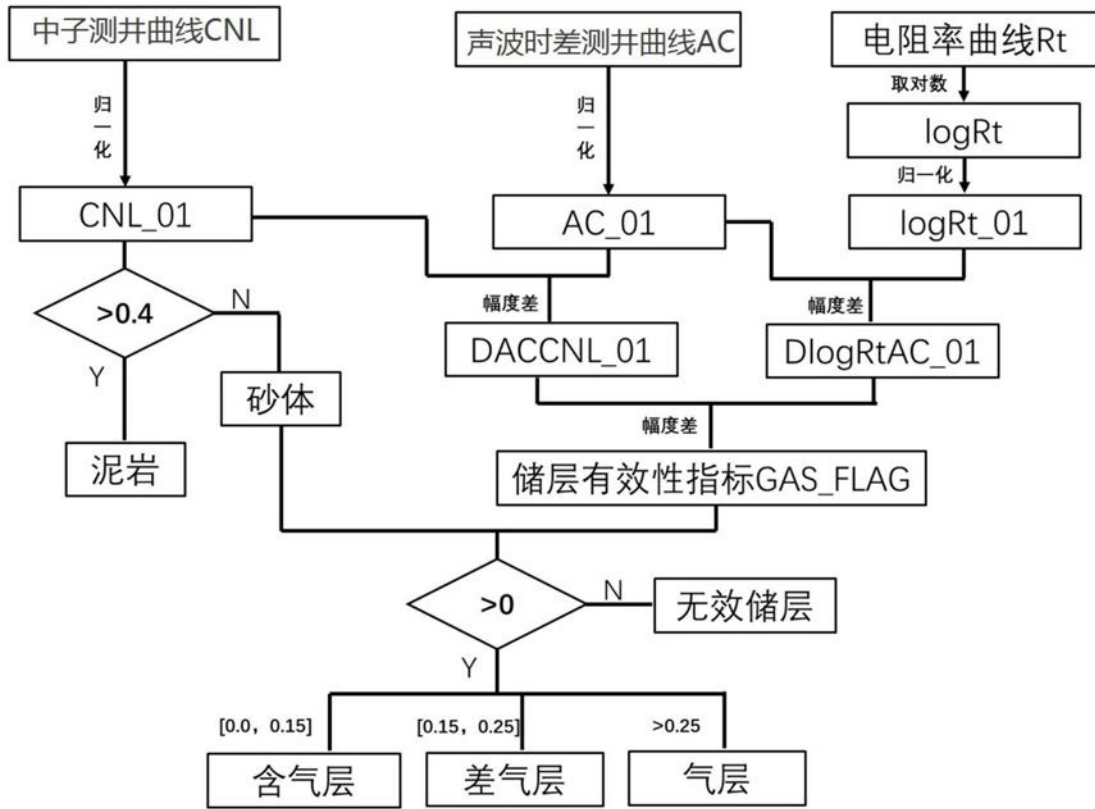 中子测井曲线CNL
声波时差测井曲线AC
电阻率曲线Rt
归一化
归一化
取对数
logRt
归一化
CNL_01
AC_01
logRt_01
>0.4
N
Y
幅度差
幅度差
DACCNL_01
DlogRtAC_01
砂体
幅度差
泥岩
储层有效性指标GAS_FLAG
>0
N
无效储层
Y
[0.0，0.15]
[0.15，0.25]
>0.25
含气层
差气层
气层